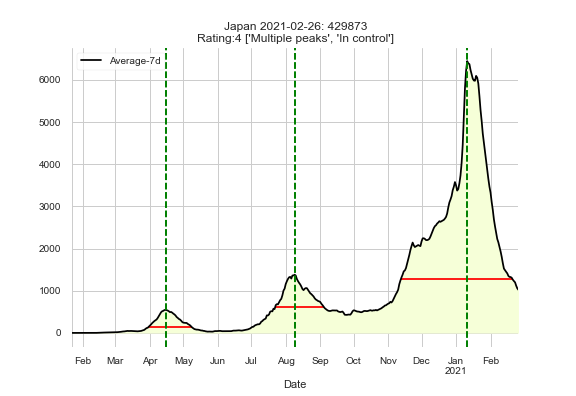 Japan 2021-02-26: 429873
Rating:4 ['Multiple peaks', 'In control']
Average-7d
6000
5000
4000
3000
2000
1000
0
Feb Mar Apr May Jun Jul Aug Sep Oct Nov Dec Jan Feb
2021
Date